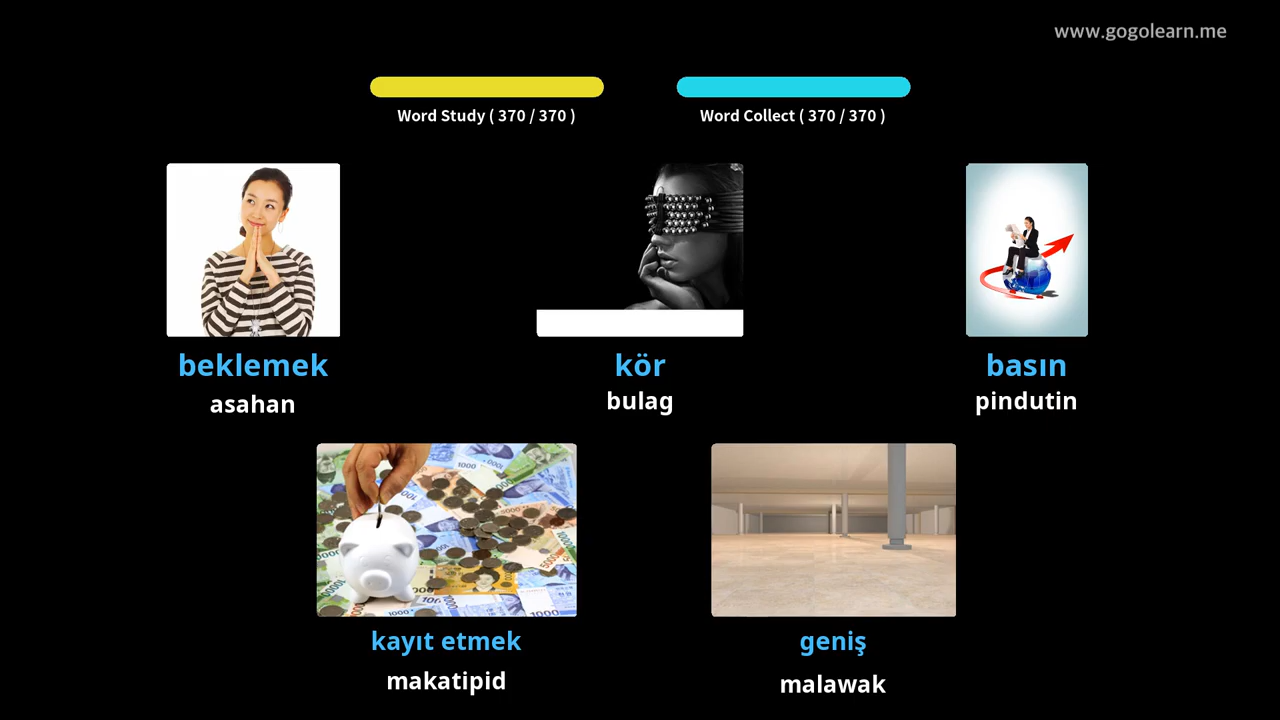 www.gogolearn.me
Word Study ( 370 / 370 )
Word Collect ( 370 / 370 )
beklemek
asahan
kör
bulag
basın
pindutin
kayıt etmek
makatipid
geniş
malawak